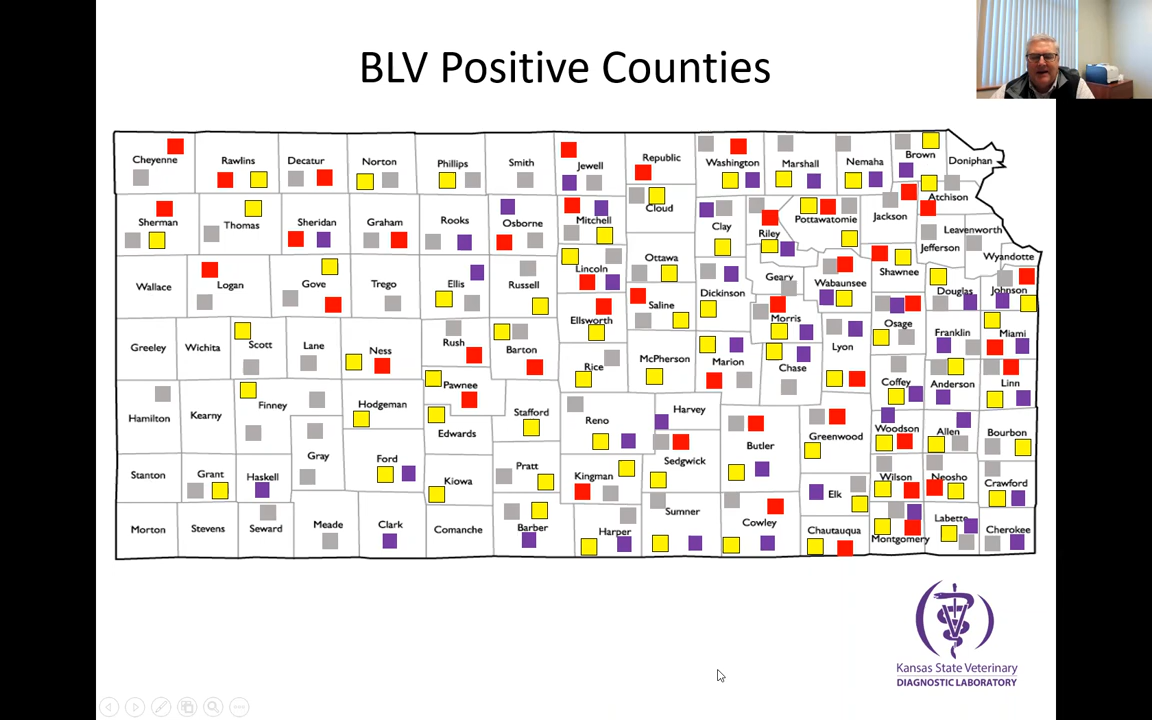 BLV Positive Counties
Cheyenne
Rawlins
Decatur
Norton
Phillips
Smith
Jewell
Republic
Washington
Marshall
Nemaha
Brown
Doniphan
Sherman
Thomas
Sheridan
Graham
Rooks
Osborne
Mitchell
Cloud
Clay
Riley
Pottawatomie
Jackson
Atchison
Jefferson
Leavenworth
Wyandotte
Wallace
Logan
Gove
Trego
Ellis
Russell
Lincoln
Ottawa
Dickinson
Geary
Wabaunsee
Shawnee
Douglas
Johnson
Ellsworth
Saline
Morris
Osage
Greeley
Wichita
Scott
Lane
Ness
Rush
Barton
Rice
McPherson
Marion
Chase
Lyon
Franklin
Miami
Hamilton
Kearny
Finney
Hodgeman
Pawnee
Edwards
Stafford
Reno
Harvey
Butler
Greenwood
Coffey
Anderson
Linn
Woodson
Allen
Bourbon
Stanton
Grant
Haskell
Gray
Ford
Kiowa
Pratt
Kingman
Sedgwick
Elk
Wilson
Neosho
Crawford
Morton
Stevens
Seward
Meade
Clark
Comanche
Barber
Harper
Sumner
Cowley
Chautauqua
Montgomery
Labette
Cherokee
Kansas State Veterinary
DIAGNOSTIC LABORATORY